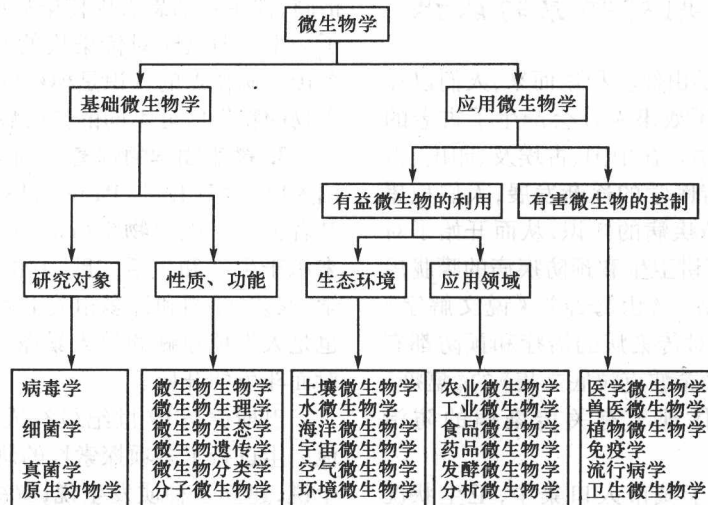 微生物学
基础微生物学
应用微生物学
有益微生物的利用
有害微生物的控制
研究对象
性质、功能
生态环境
应用领域
病毒学
细菌学
真菌学
原生动物学
微生物生物学
微生物生理学
微生物生态学
微生物遗传学
微生物分类学
分子微生物学
土壤微生物学
水微生物学
海洋微生物学
宇宙微生物学
空气微生物学
环境微生物学
农业微生物学
工业微生物学
食品微生物学
药品微生物学
发酵微生物学
分析微生物学
医学微生物学
兽医微生物学
植物微生物学
免疫学
流行病学
卫生微生物学